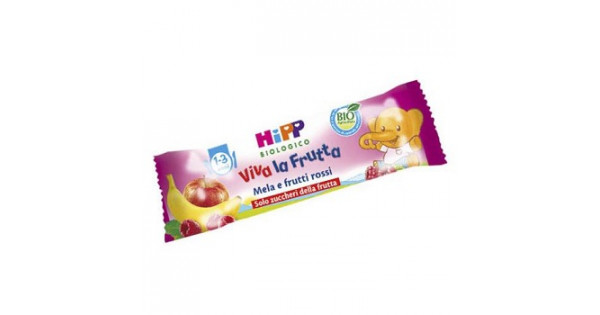 HiPP
BIOLOGICO
1-3
BIO
Viva la Frutta
Mela e frutti rossi
Solo zuccheri della frutta